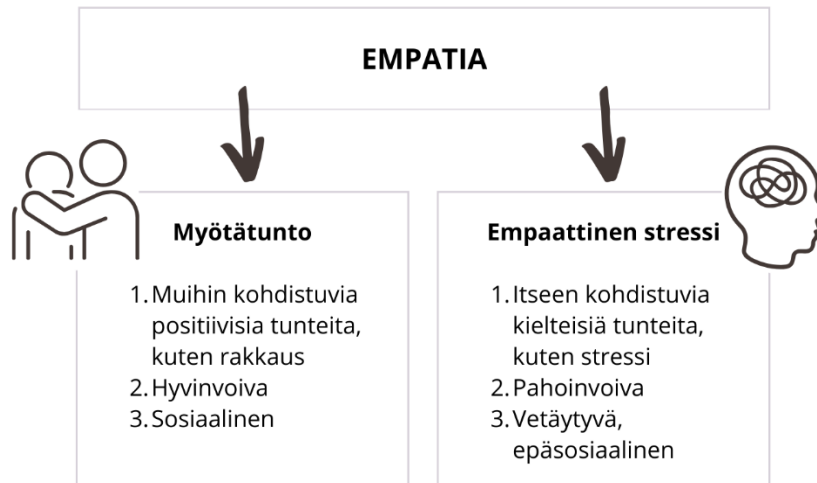 EMPATIA
Myötätunto
1. Muihin kohdistuvia
positiivisia tunteita,
kuten rakkaus
2. Hyvinvoiva
3. Sosiaalinen
Empaattinen stressi
1. Itseen kohdistuvia
kielteisiä tunteita,
kuten stressi
2. Pahoinvoiva
3. Vetäytyvä,
epäsosiaalinen